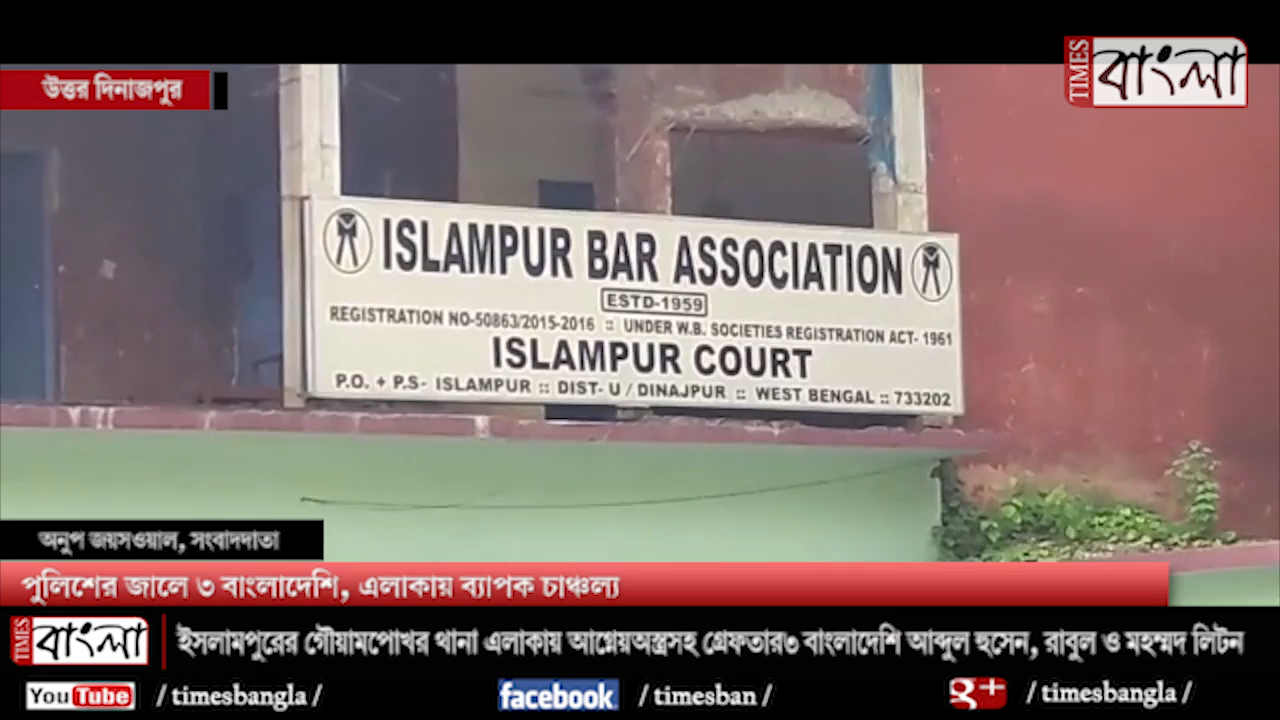 উত্তর দিনাজপুর
TIMES বাংলা
ISLAMPUR BAR ASSOCIATION
ESTD-1959
REGISTRATION NO-50863/2015-2016 :: UNDER W.B. SOCIETIES REGISTRATION ACT- 1961
ISLAMPUR COURT
P.O. + P.S- ISLAMPUR :: DIST- U / DINAJPUR :: WEST BENGAL :: 733202
অনুপ জয়সওয়াল, সংবাদদাতা
পুলিশের জালে ৩ বাংলাদেশি, এলাকায় ব্যাপক চাঞ্চল্য
TIMES বাংলা
ইসলামপুরের গৌয়ামপোখর থানা এলাকায় আগ্নেয়অস্ত্রসহ গ্রেফতার৩ বাংলাদেশি আব্দুল হুসেন, রাবুল ও মহম্মদ লিটন
YouTube / timesbangla / facebook / timesban / g+ / timesbangla /